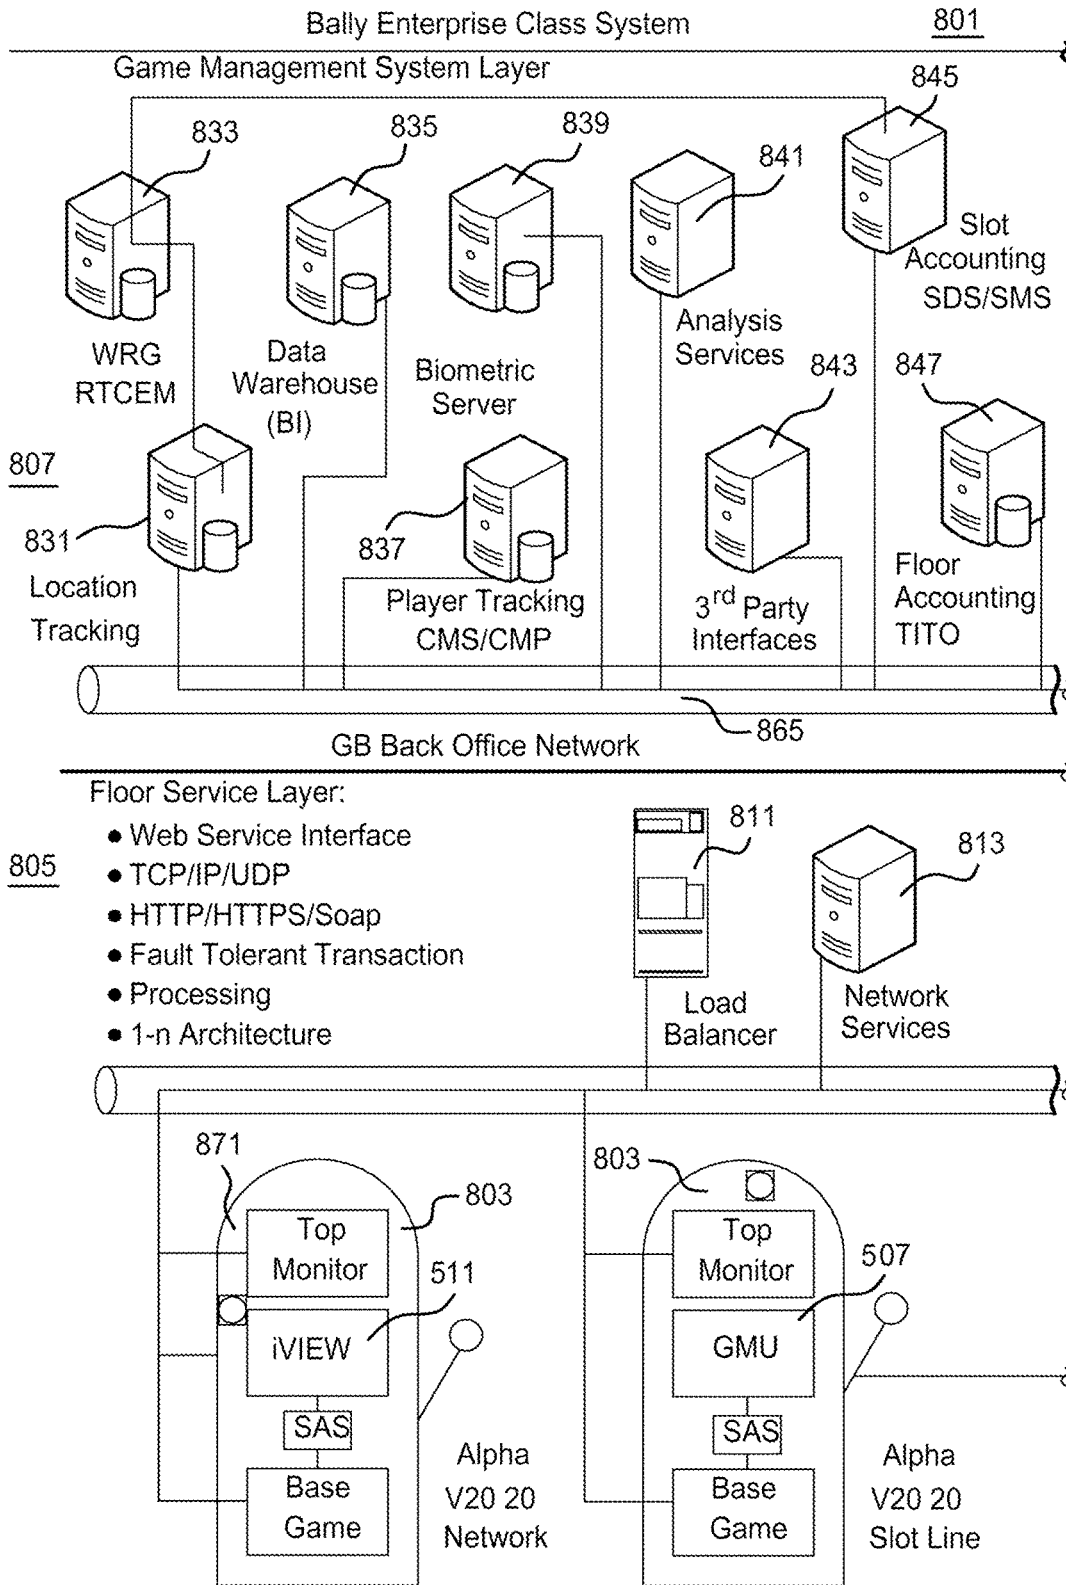 Bally Enterprise Class System
801
Game Management System Layer
845
833
835
839
841
Slot
Accounting
SDS/SMS
WRG
RTCEM
Data
Warehouse
(BI)
Biometric
Server
Analysis
Services
843
847
807
831
837
Location
Tracking
Player Tracking
CMS/CMP
3rd Party
Interfaces
Floor
Accounting
TITO
865
GB Back Office Network
Floor Service Layer:
805
● Web Service Interface
● TCP/IP/UDP
● HTTP/HTTPS/Soap
● Fault Tolerant Transaction
● Processing
● 1-n Architecture
811
813
Load
Balancer
Network
Services
871
803
803
Top
Monitor
Top
Monitor
511
507
iVIEW
GMU
SAS
SAS
Base
Game
Base
Game
Alpha
V20 20
Network
Alpha
V20 20
Slot Line